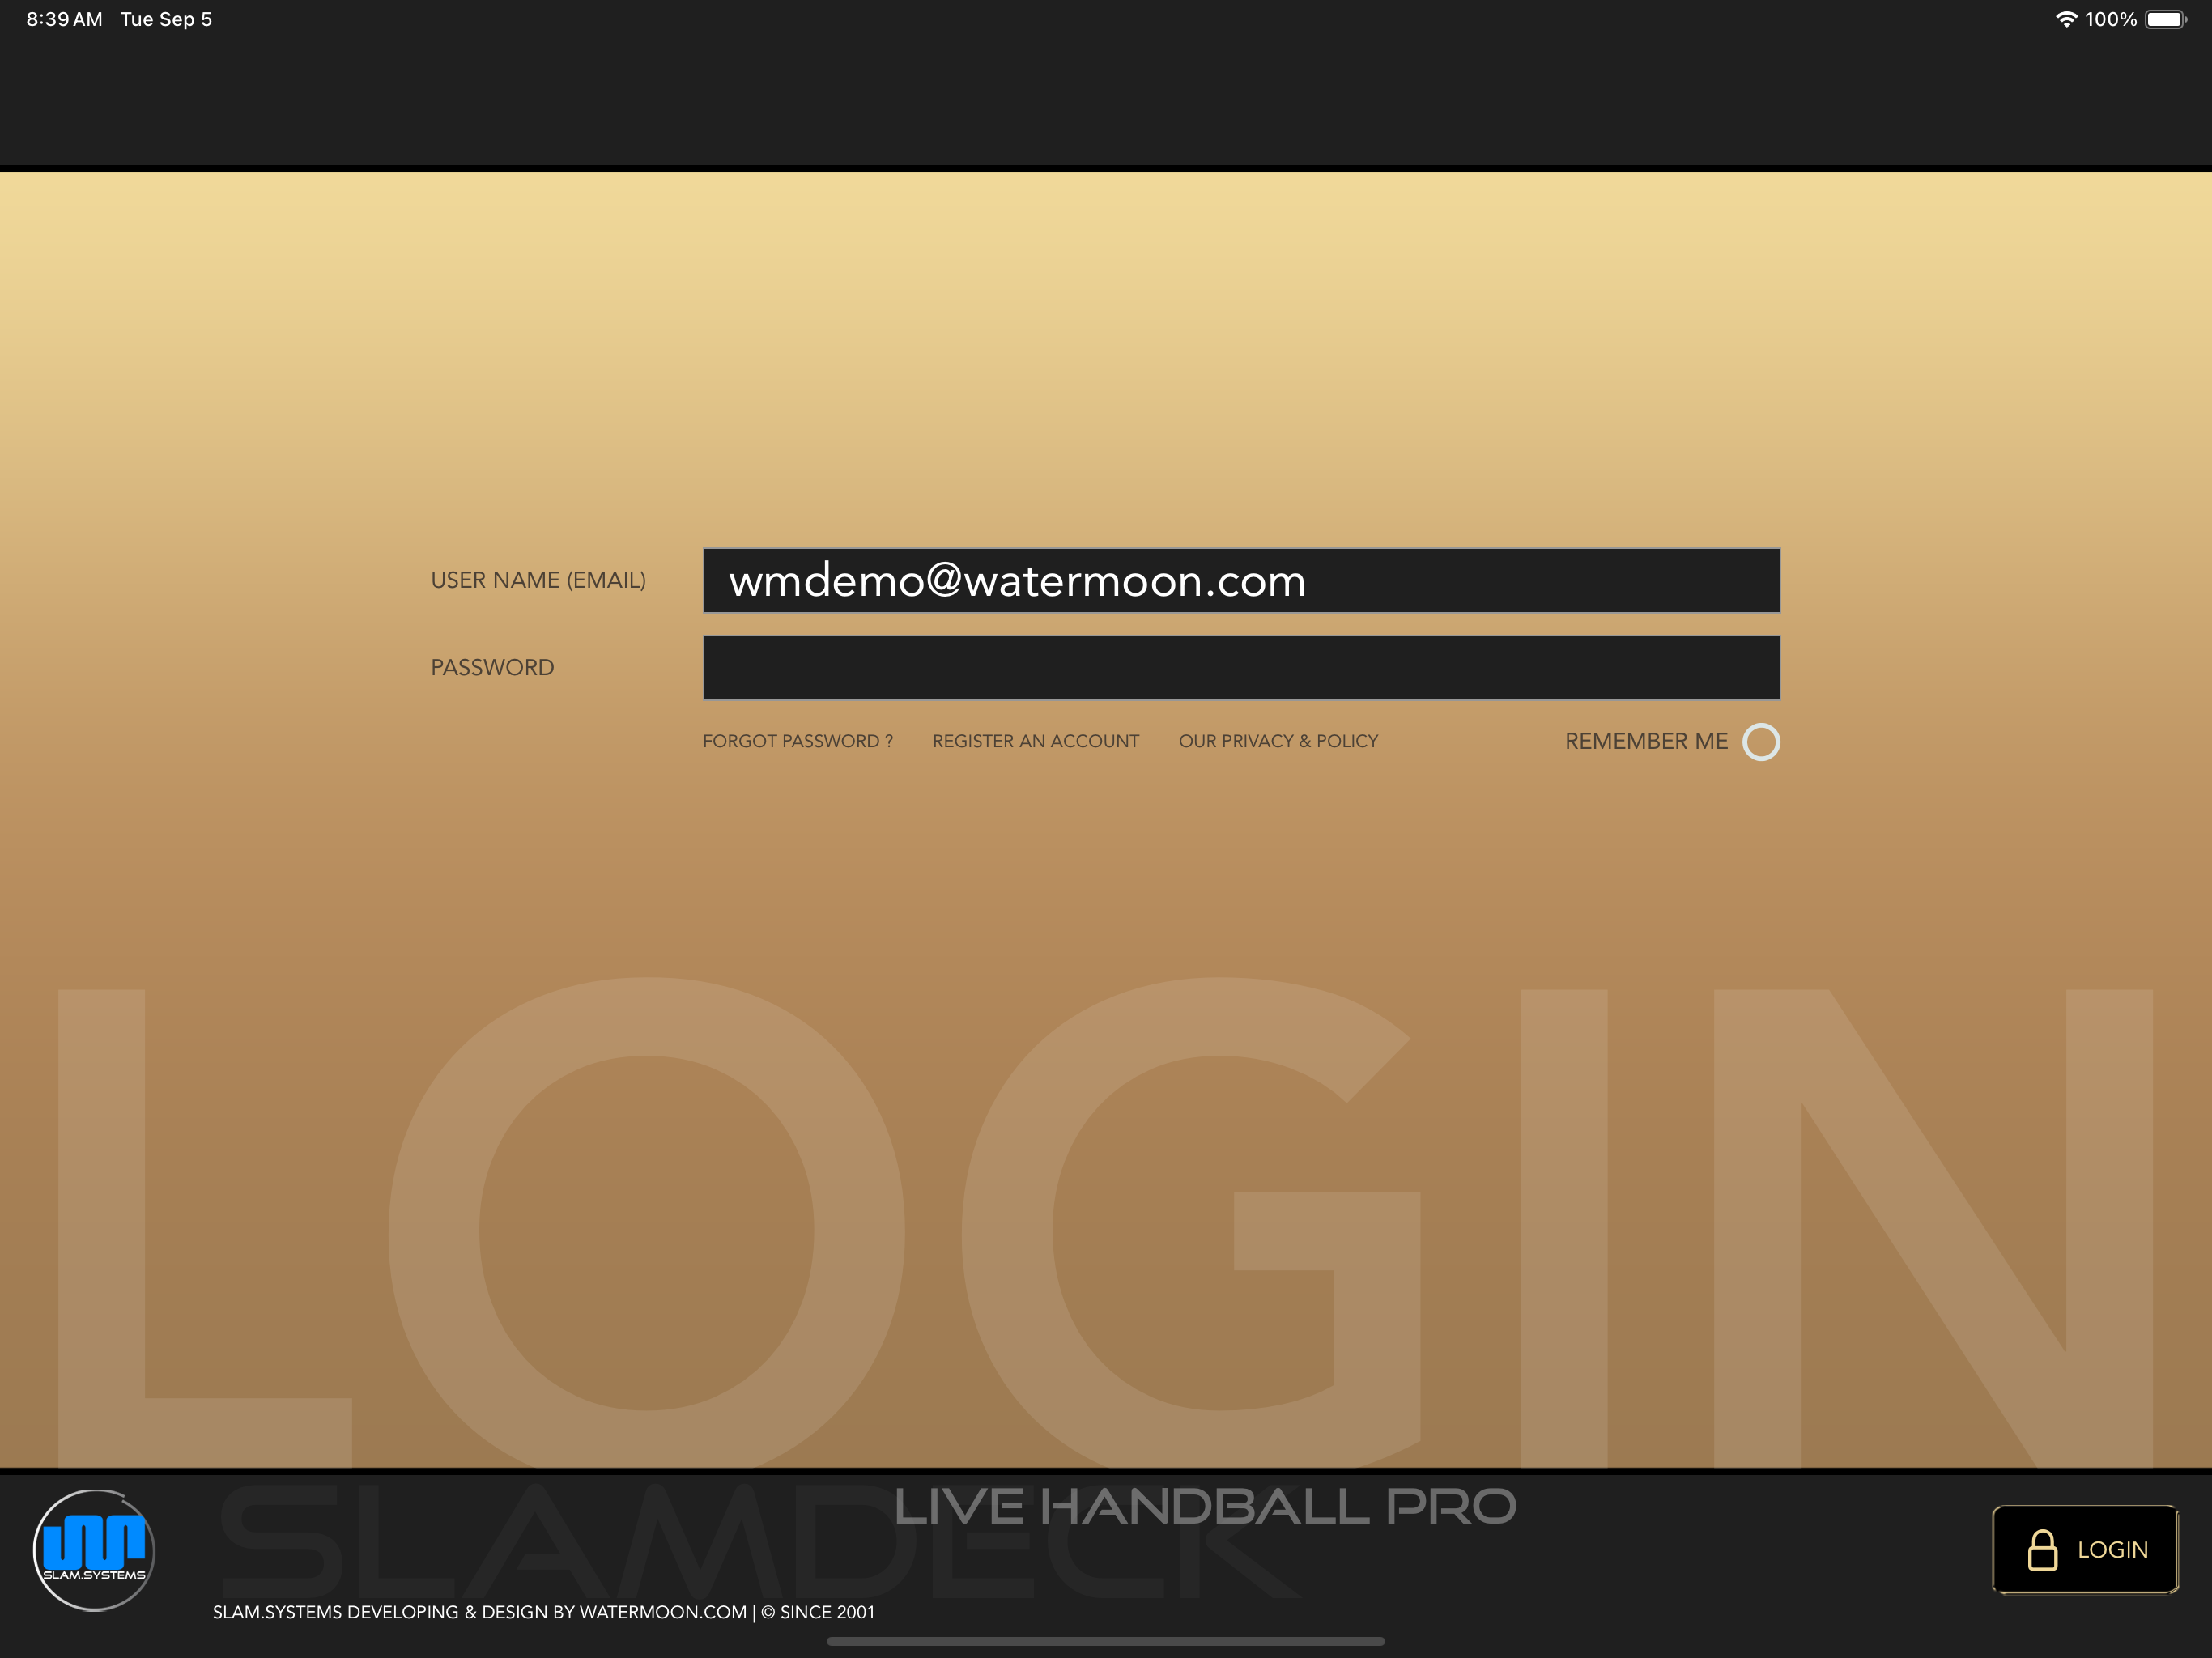 8:39 AM Tue Sep 5 100%
USER NAME (EMAIL) wmdemo@watermoon.com
PASSWORD
FORGOT PASSWORD ? REGISTER AN ACCOUNT OUR PRIVACY & POLICY REMEMBER ME
LOGIN
SLAMDECK
LIVE HANDBALL PRO
SLAM.SYSTEMS
LOGIN
SLAM.SYSTEMS DEVELOPING & DESIGN BY WATERMOON.COM | © SINCE 2001